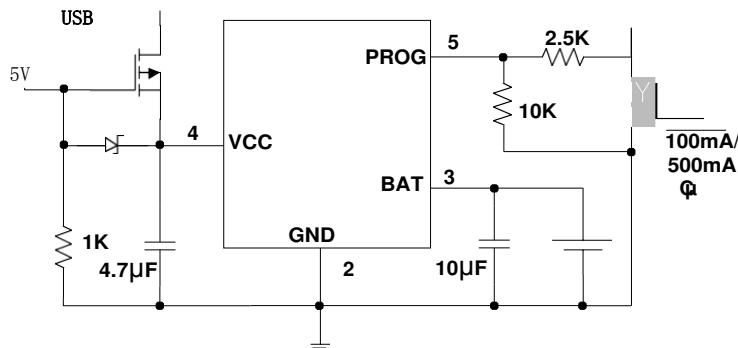 USB
5V
5
2.5K
PROG
10K
4
VCC
100mA/
500mA
BAT
3
GND
1K
4.7μF
2
10μF